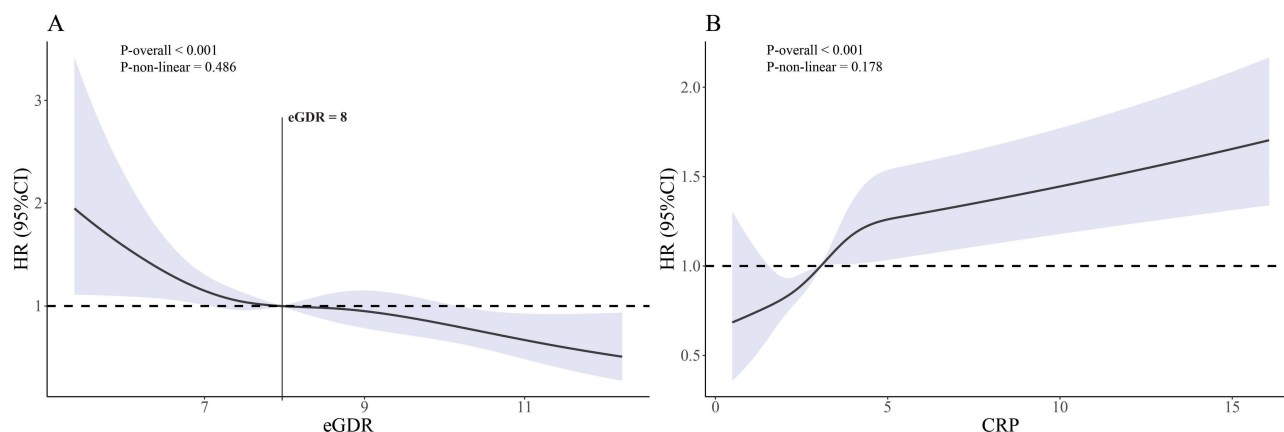 A
P-overall < 0.001
P-non-linear = 0.486
eGDR = 8
HR (95%CI)
3
2
1
7
9
11
eGDR
B
P-overall < 0.001
P-non-linear = 0.178
HR (95%CI)
2.0
1.5
1.0
0.5
0
5
10
15
CRP